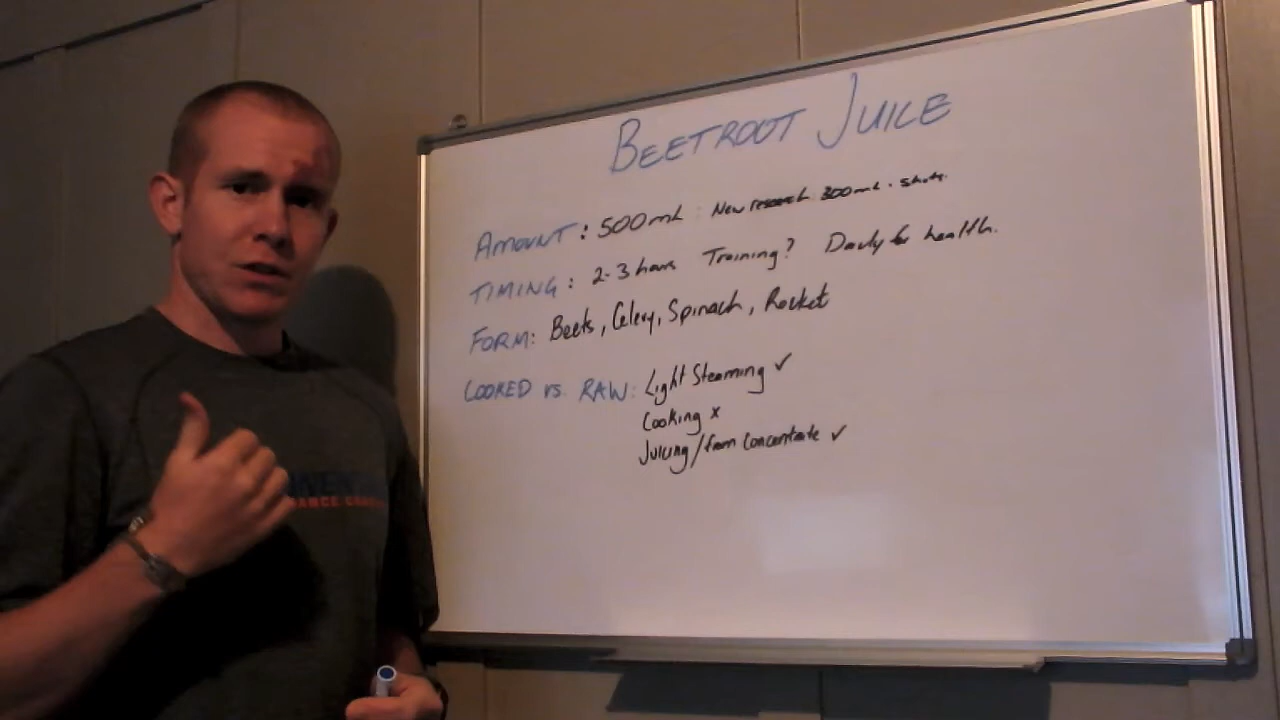 BEETROOT JUICE
AMOUNT: 500ml New research 300ml. shots.
TIMING: 2-3 hours Training? Daily for health.
FORM: Beets, Celery, Spinach, Rocket
COOKED vs. RAW: Light Steaming ✓
Cooking x
Juicing/from concentrate ✓